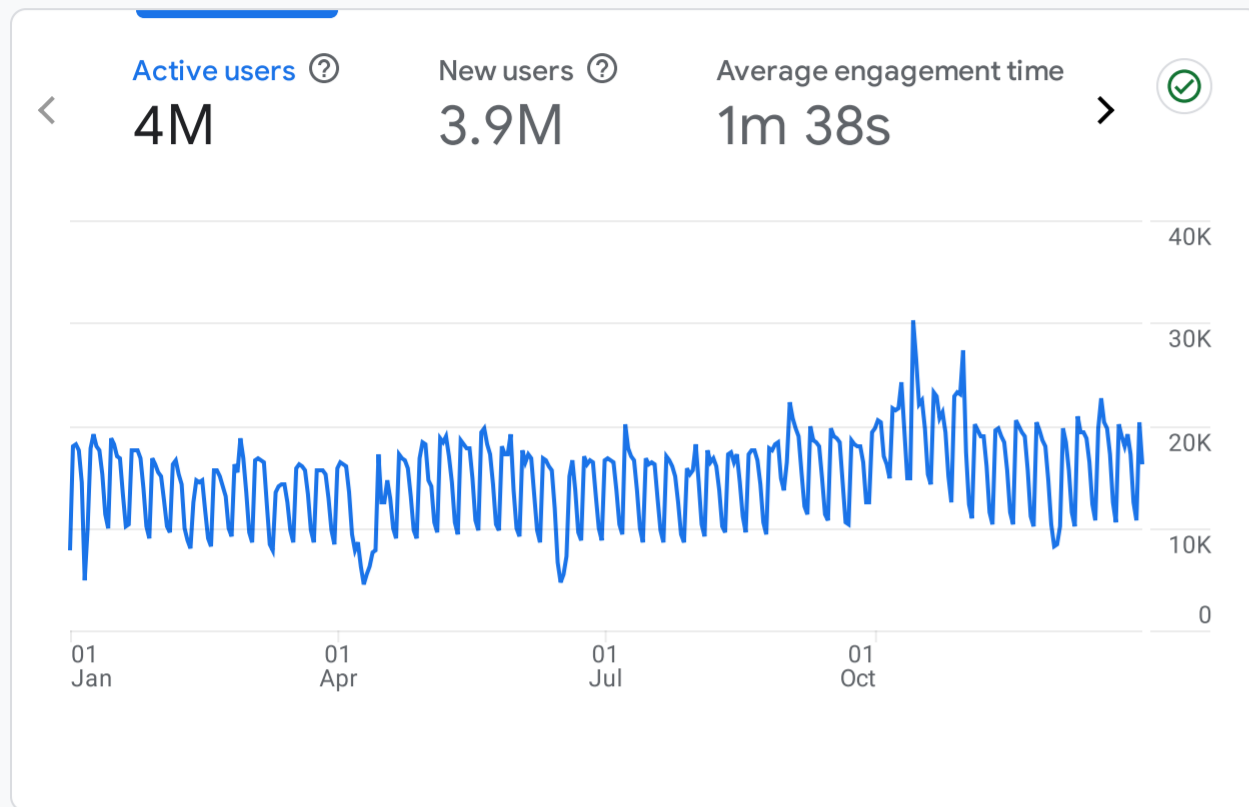 Active users
4M
New users
3.9M
Average engagement time
1m 38s
40K
30K
20K
10K
0
01
Jan
01
Apr
01
Jul
01
Oct